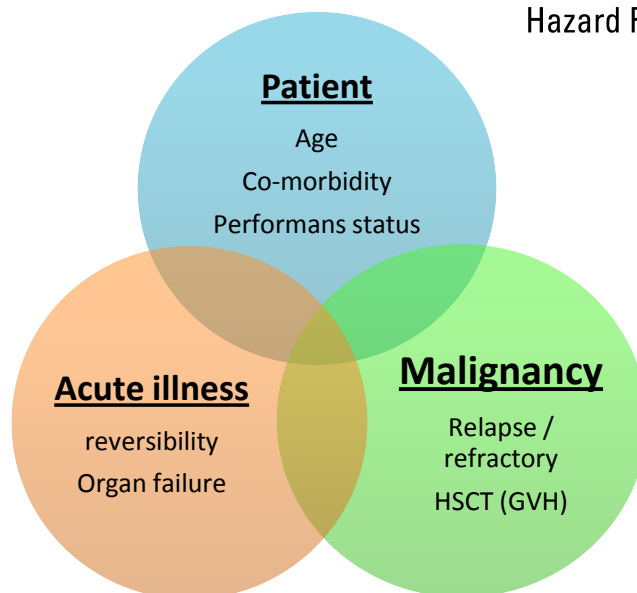 Hazard
Patient
Age
Co-morbidity
Performans status
Acute illness
reversibility
Organ failure
Malignancy
Relapse /
refractory
HSCT (GVH)